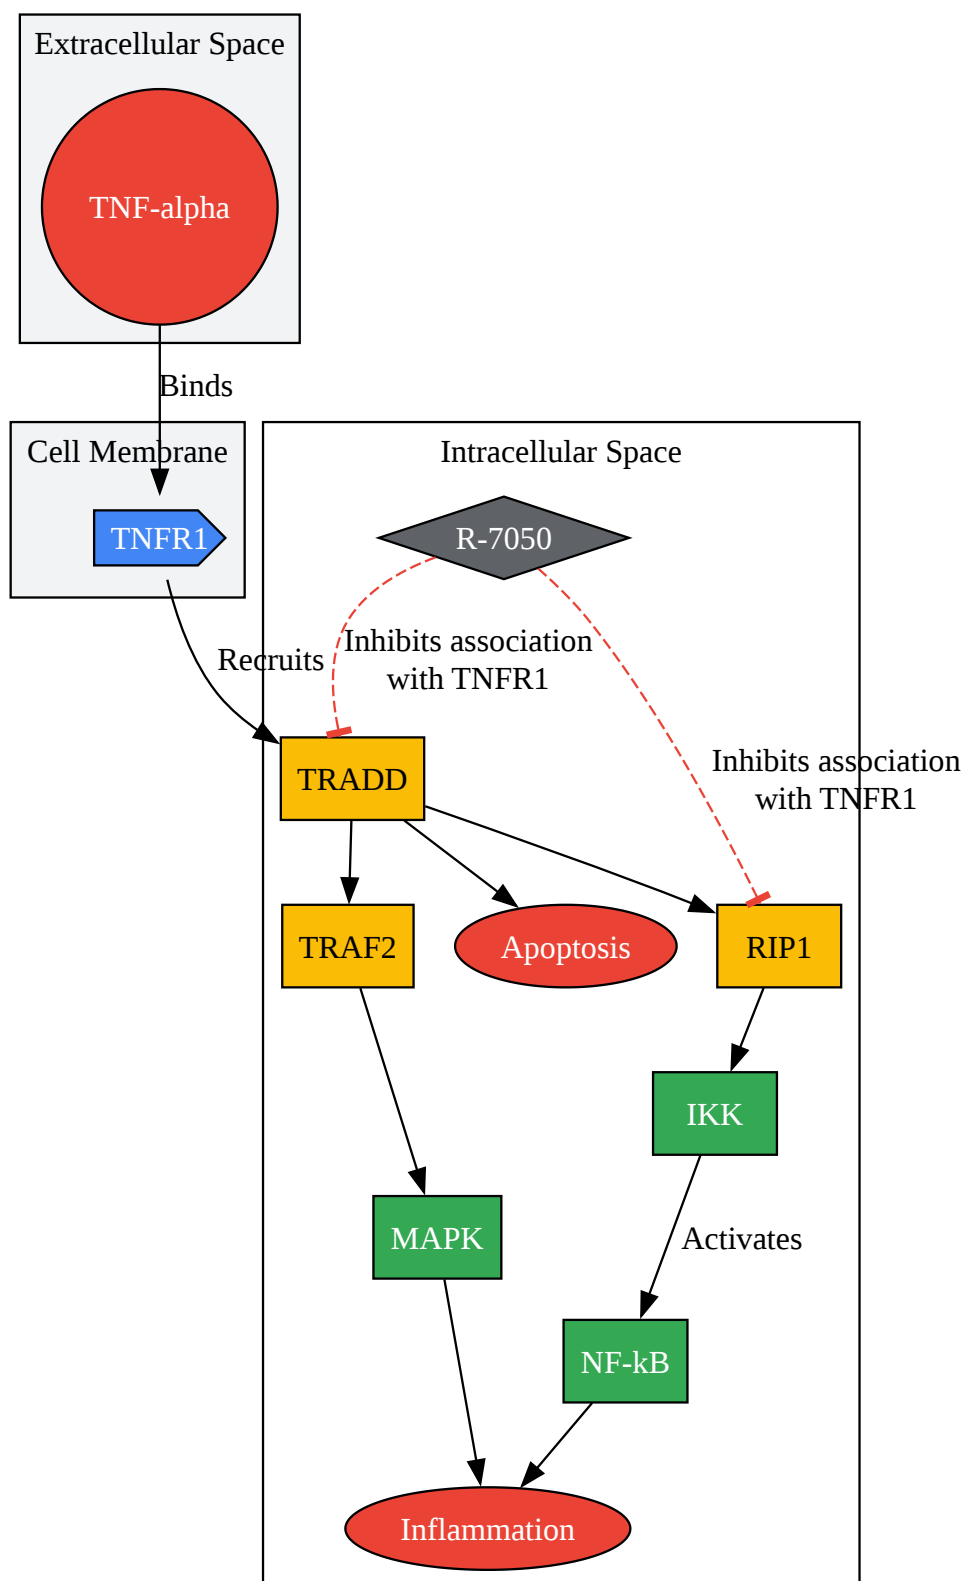 Extracellular Space
TNF-alpha
Binds
Cell Membrane
TNFR1
Intracellular Space
R-7050
Recruits
Inhibits association
with TNFR1
Inhibits association
with TNFR1
TRADD
TRAF2
Apoptosis
RIP1
IKK
MAPK
Activates
NF-kB
Inflammation